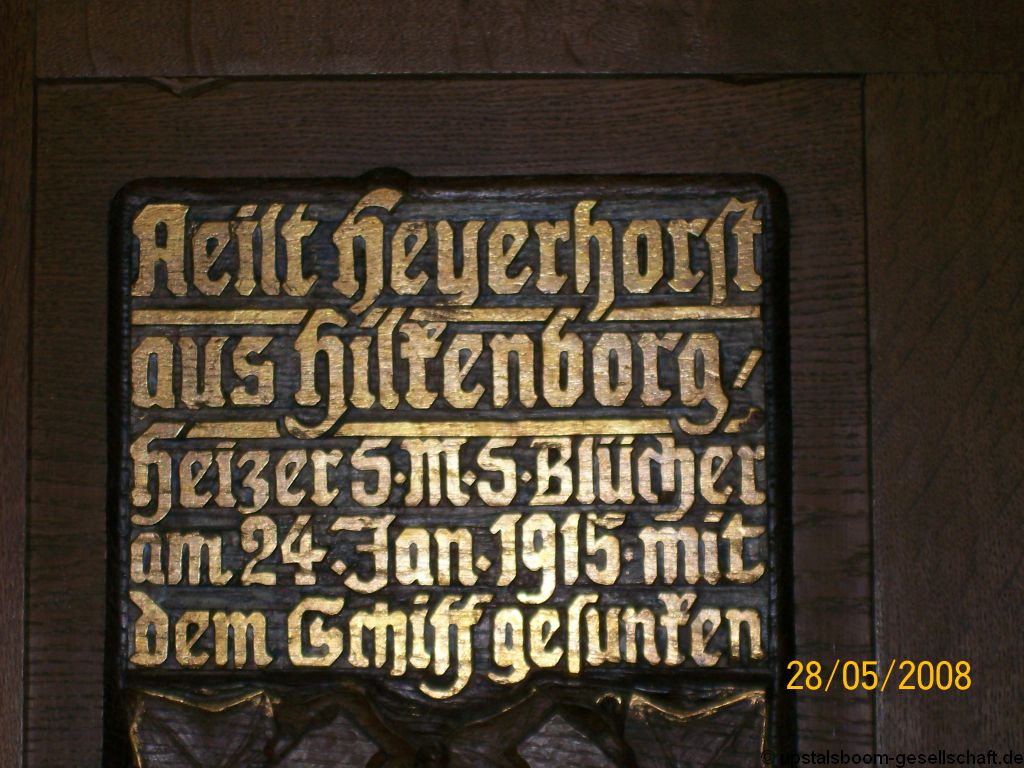 Aeilt Heyerhorst
aus Hilkenborg/
Heizer S·M·S·Blücher
am 24·Jan·1915·mit
dem Schiff gesunken
28/05/2008
© upstalsboom-gesellschaft.de